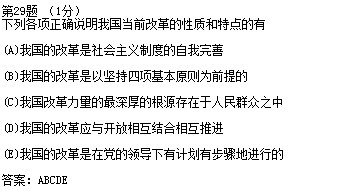 第29题 （1分）
下列各项正确说明我国当前改革的性质和特点的有
(A)我国的改革是社会主义制度的自我完善
(B)我国的改革是以坚持四项基本原则为前提的
(C)我国改革力量的最深厚的根源存在于人民群众之中
(D)我国的改革应与开放相互结合相互推进
(E)我国的改革是在党的领导下有计划有步骤地进行的
答案：ABCDE